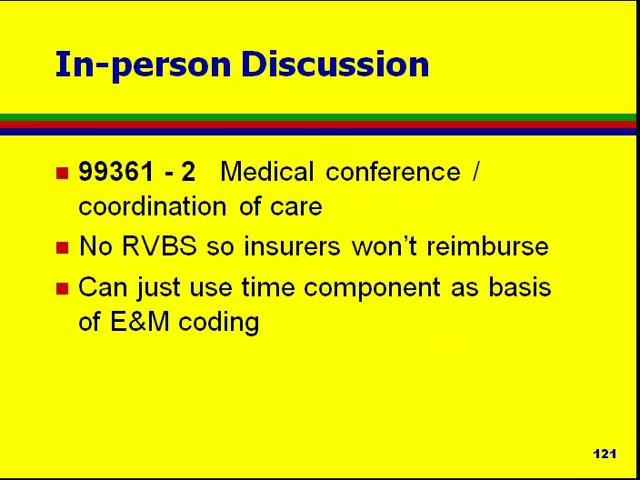 In-person Discussion
99361 - 2 Medical conference /
coordination of care
No RVBS so insurers won't reimburse
Can just use time component as basis
of E&M coding
121